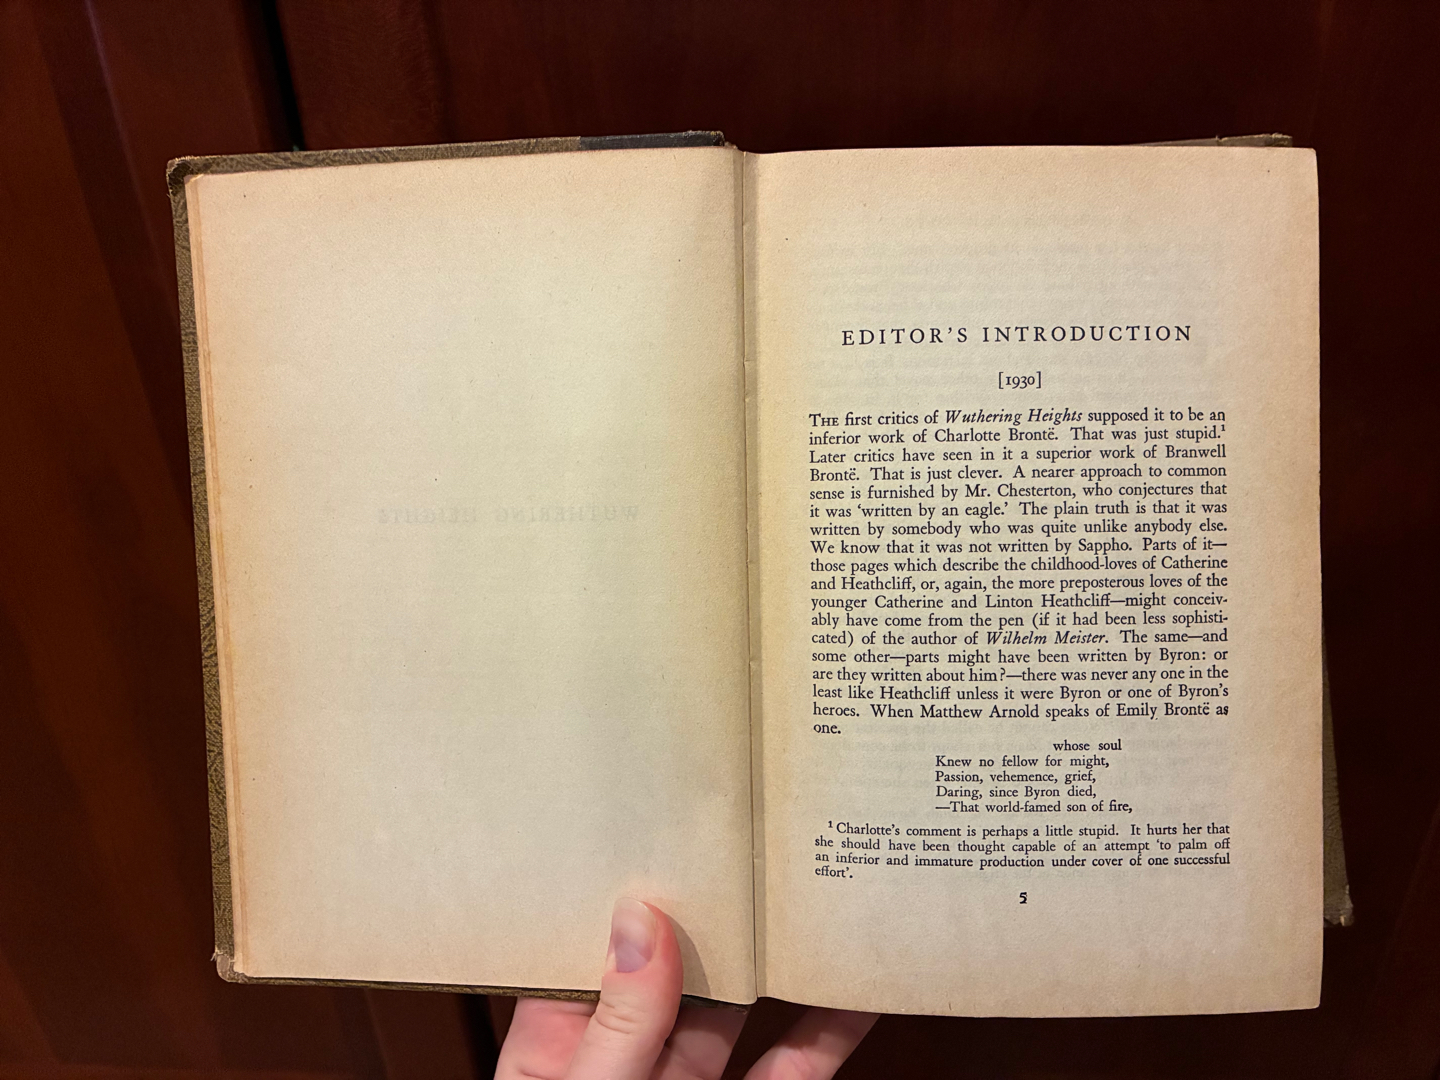 WUTHERING HEIGHTS
EDITOR'S INTRODUCTION
[1930]
THE first critics of Wuthering Heights supposed it to be an
inferior work of Charlotte Brontë. That was just stupid.¹
Later critics have seen in it a superior work of Branwell
Brontë. That is just clever. A nearer approach to common
sense is furnished by Mr. Chesterton, who conjectures that
it was ‘written by an eagle.’ The plain truth is that it was
written by somebody who was quite unlike anybody else.
We know that it was not written by Sappho. Parts of it—
those pages which describe the childhood-loves of Catherine
and Heathcliff, or, again, the more preposterous loves of the
younger Catherine and Linton Heathcliff—might conceiv-
ably have come from the pen (if it had been less sophisti-
cated) of the author of Wilhelm Meister. The same—and
some other—parts might have been written by Byron: or
are they written about him?—there was never any one in the
least like Heathcliff unless it were Byron or one of Byron’s
heroes. When Matthew Arnold speaks of Emily Brontë as
one.
whose soul
Knew no fellow for might,
Passion, vehemence, grief,
Daring, since Byron died,
—That world-famed son of fire,
¹ Charlotte’s comment is perhaps a little stupid. It hurts her that
she should have been thought capable of an attempt ‘to palm off
an inferior and immature production under cover of one successful
effort’.
5